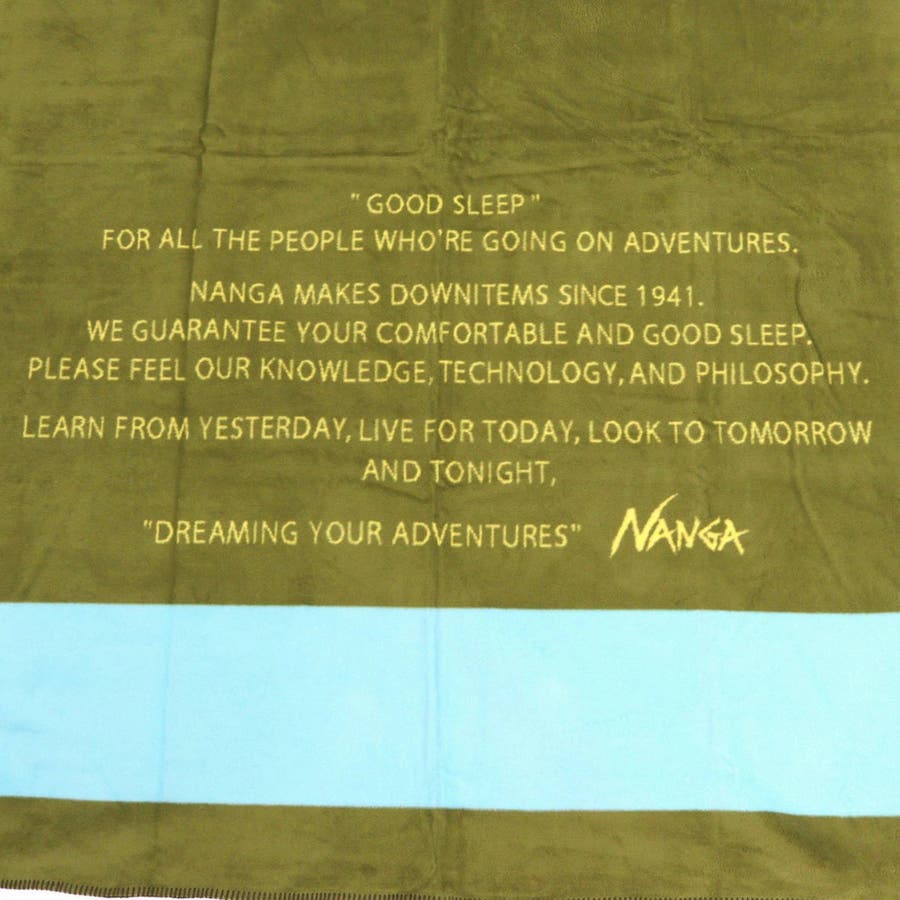 " GOOD SLEEP "
FOR ALL THE PEOPLE WHO'RE GOING ON ADVENTURES.
NANGA MAKES DOWNITEMS SINCE 1941.
WE GUARANTEE YOUR COMFORTABLE AND GOOD SLEEP.
PLEASE FEEL OUR KNOWLEDGE, TECHNOLOGY, AND PHILOSOPHY.
LEARN FROM YESTERDAY, LIVE FOR TODAY, LOOK TO TOMORROW
AND TONIGHT,
"DREAMING YOUR ADVENTURES" NANGA